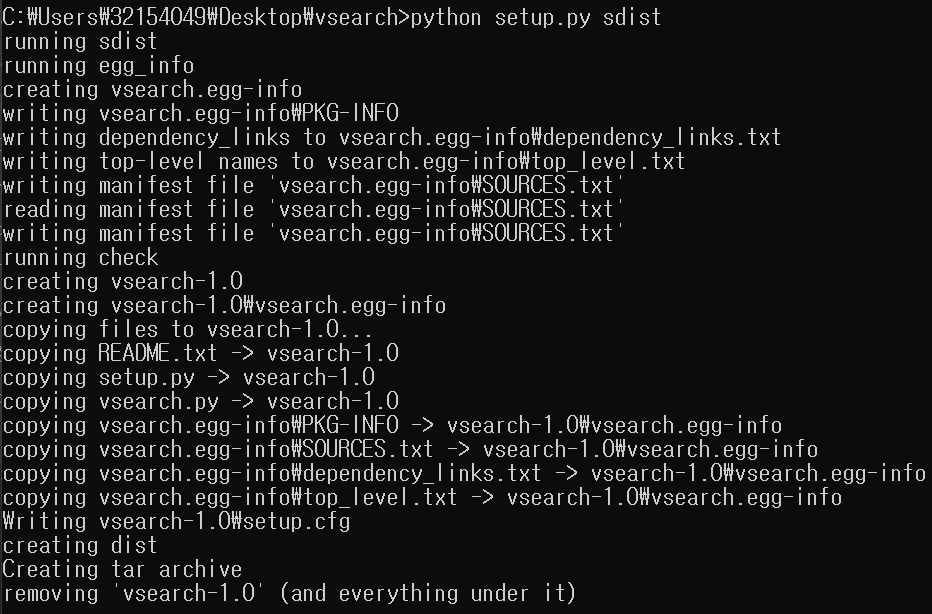 C:₩Users₩32154049₩Desktop₩vsearch>python setup.py sdist
running sdist
running egg_info
creating vsearch.egg-info
writing vsearch.egg-info₩PKG-INFO
writing dependency_links to vsearch.egg-info₩dependency_links.txt
writing top-level names to vsearch.egg-info₩top_level.txt
writing manifest file 'vsearch.egg-info₩SOURCES.txt'
reading manifest file 'vsearch.egg-info₩SOURCES.txt'
writing manifest file 'vsearch.egg-info₩SOURCES.txt'
running check
creating vsearch-1.0
creating vsearch-1.0₩vsearch.egg-info
copying files to vsearch-1.0...
copying README.txt -> vsearch-1.0
copying setup.py -> vsearch-1.0
copying vsearch.py -> vsearch-1.0
copying vsearch.egg-info₩PKG-INFO -> vsearch-1.0₩vsearch.egg-info
copying vsearch.egg-info₩SOURCES.txt -> vsearch-1.0₩vsearch.egg-info
copying vsearch.egg-info₩dependency_links.txt -> vsearch-1.0₩vsearch.egg-info
copying vsearch.egg-info₩top_level.txt -> vsearch-1.0₩vsearch.egg-info
Writing vsearch-1.0₩setup.cfg
creating dist
Creating tar archive
removing 'vsearch-1.0' (and everything under it)